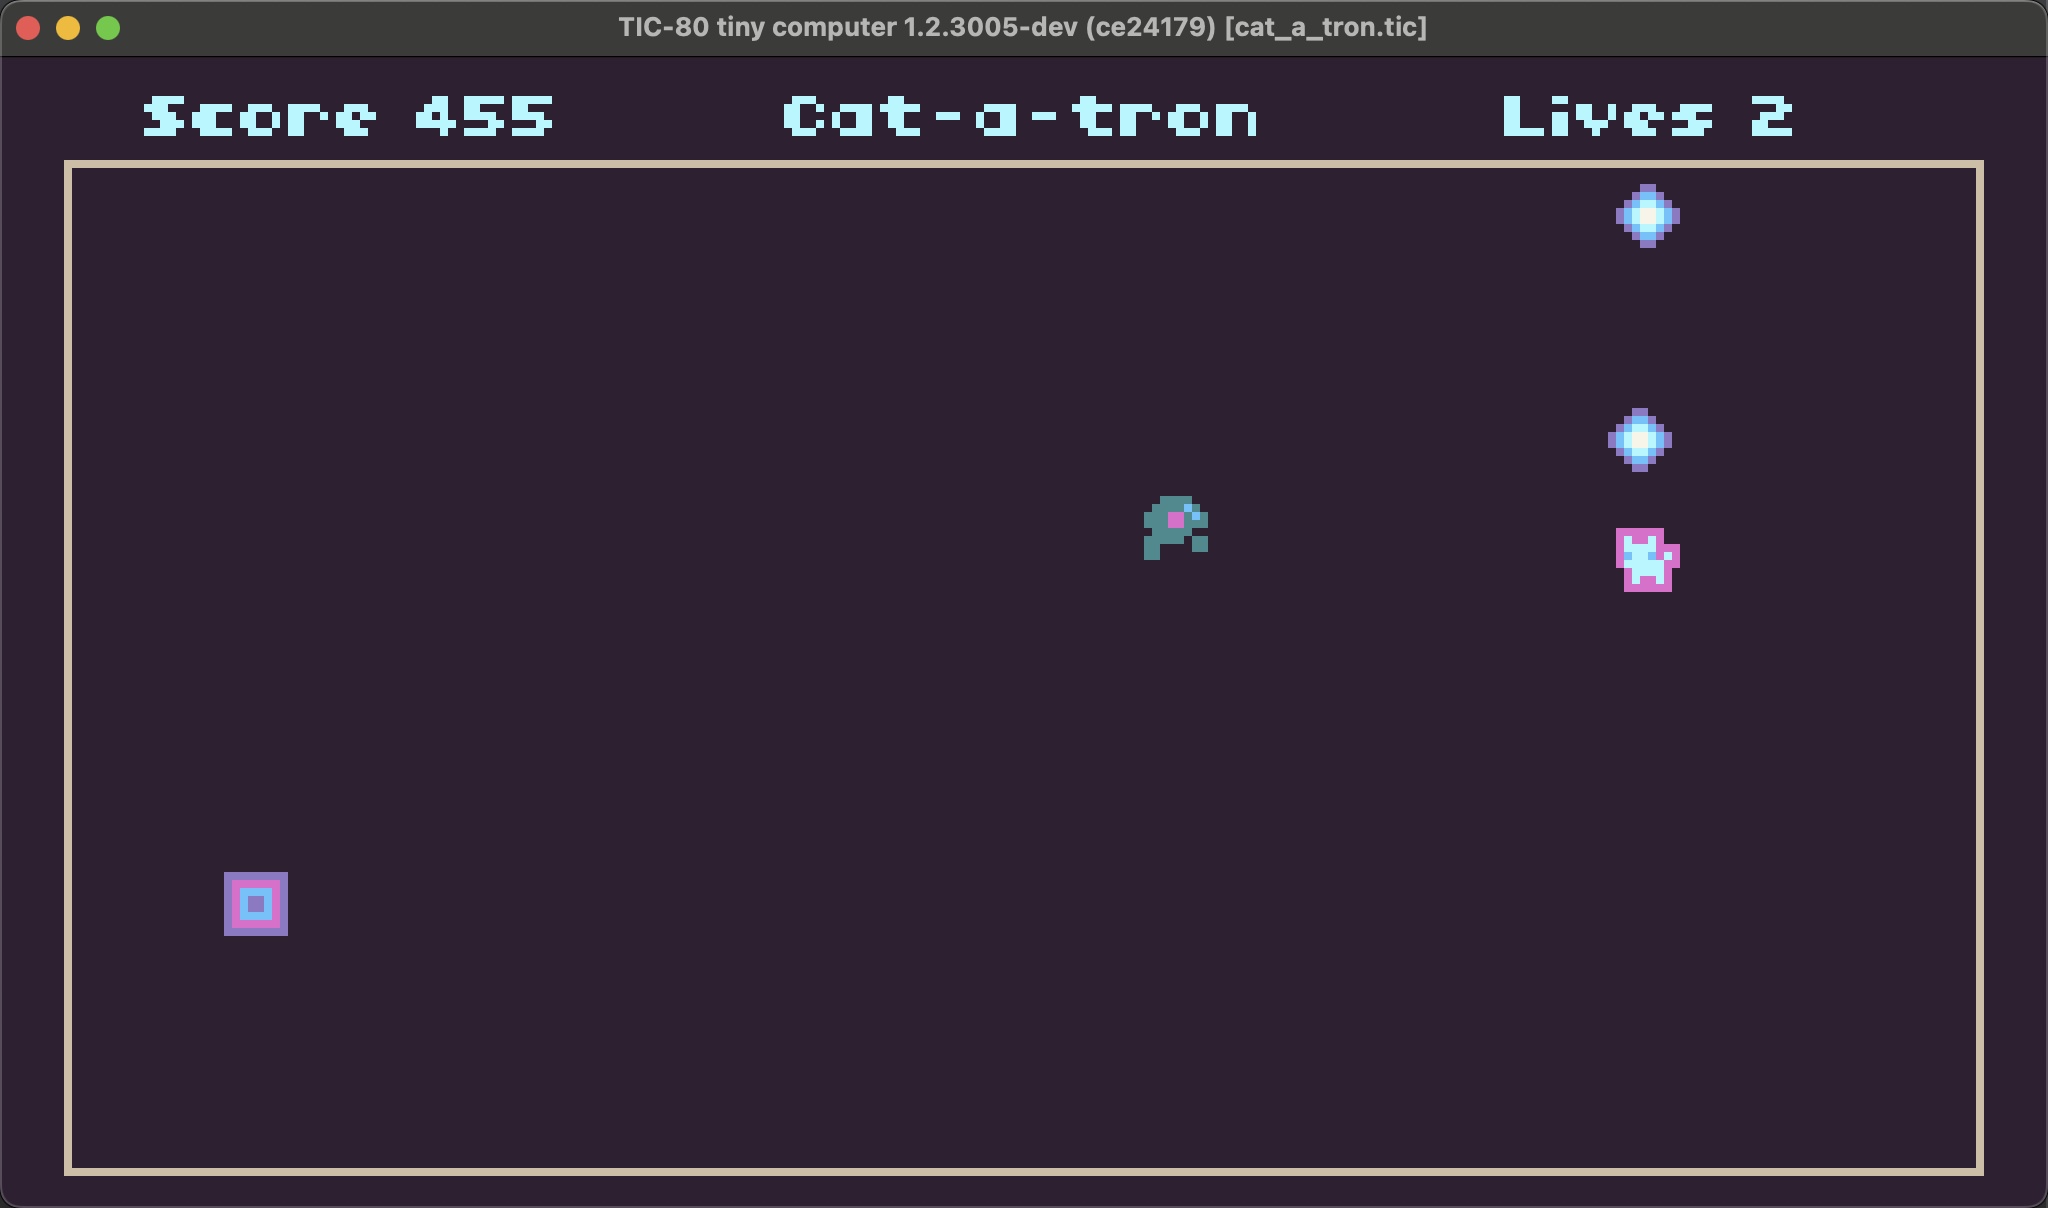 TIC-80 tiny computer 1.2.3005-dev (ce24179) [cat_a_tron.tic]
Score 455 Cat-a-tron Lives 2